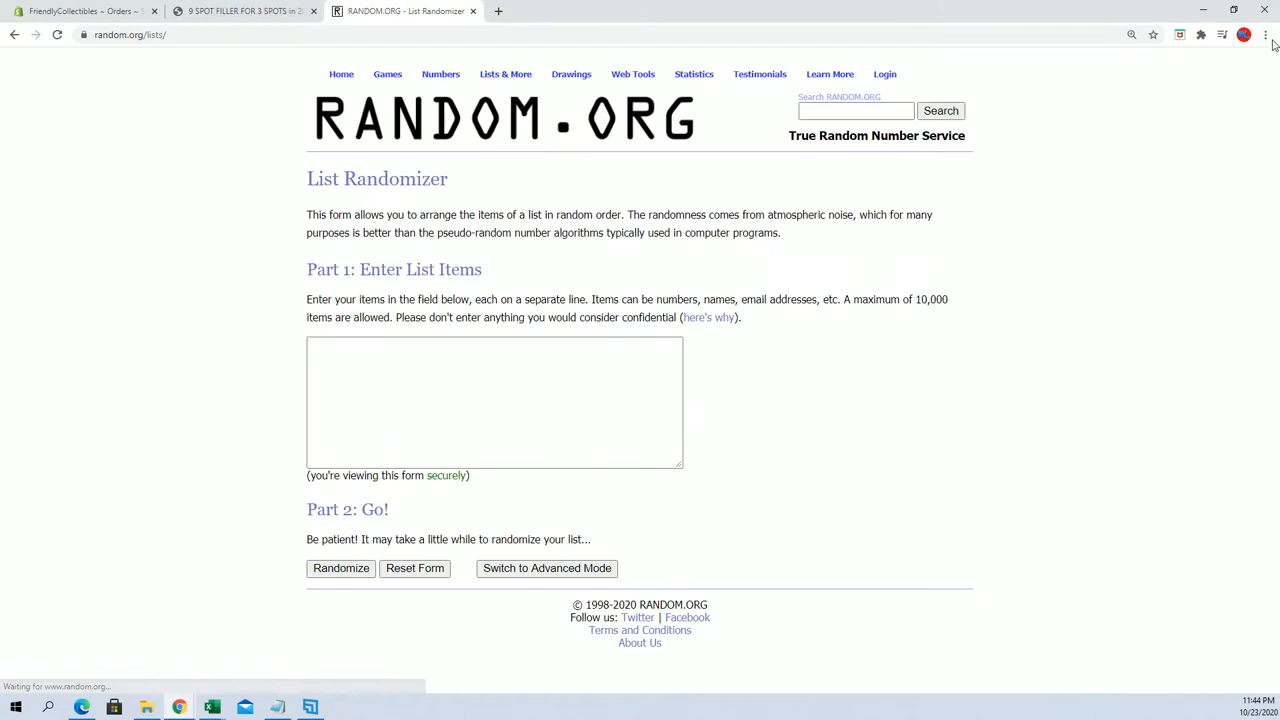 FriendlyCollectibles ~ Orders ~ S
9 SPOT FILLER FOR 3 SPOTS in 2
RANDOM.ORG - List Randomizer
random.org/lists/
Home Games Numbers Lists & More Drawings Web Tools Statistics Testimonials Learn More Login
RANDOM.ORG
Search RANDOM.ORG
Search
True Random Number Service
List Randomizer
This form allows you to arrange the items of a list in random order. The randomness comes from atmospheric noise, which for many
purposes is better than the pseudo-random number algorithms typically used in computer programs.
Part 1: Enter List Items
Enter your items in the field below, each on a separate line. Items can be numbers, names, email addresses, etc. A maximum of 10,000
items are allowed. Please don't enter anything you would consider confidential (here's why).
(you're viewing this form securely)
Part 2: Go!
Be patient! It may take a little while to randomize your list...
Randomize Reset Form Switch to Advanced Mode
© 1998-2020 RANDOM.ORG
Follow us: Twitter | Facebook
Terms and Conditions
About Us
Waiting for www.random.org...
11:44 PM
10/23/2020